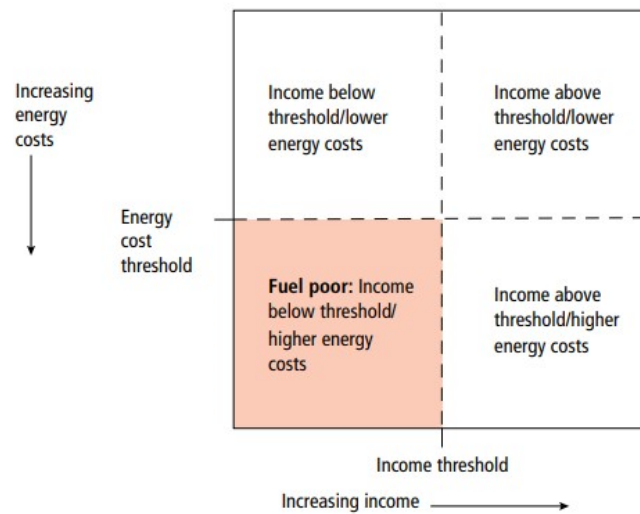 Increasing
energy
costs
Income below
threshold/lower
energy costs
Income above
threshold/lower
energy costs
Energy
cost
threshold
Fuel poor: Income
below threshold/
higher energy
costs
Income above
threshold/higher
energy costs
Income threshold
Increasing income